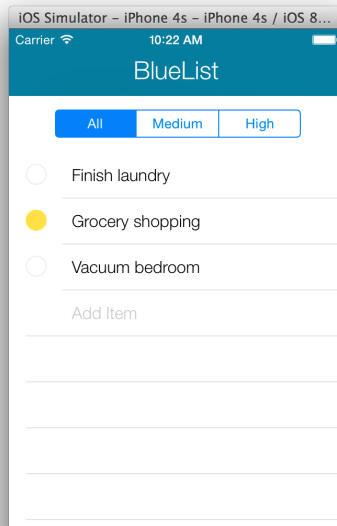 iOS Simulator – iPhone 4s – iPhone 4s / iOS 8...
Carrier 10:22 AM
BlueList
All Medium High
Finish laundry
Grocery shopping
Vacuum bedroom
Add Item